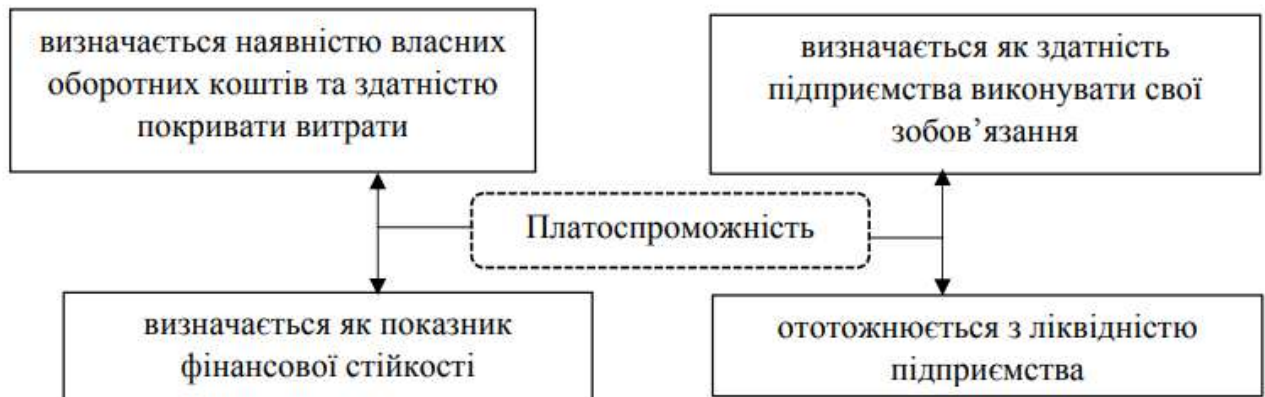 визначається наявністю власних
оборотних коштів та здатністю
покривати витрати
визначається як здатність
підприємства виконувати свої
зобов’язання
Платоспроможність
визначається як показник
фінансової стійкості
ототожнюється з ліквідністю
підприємства